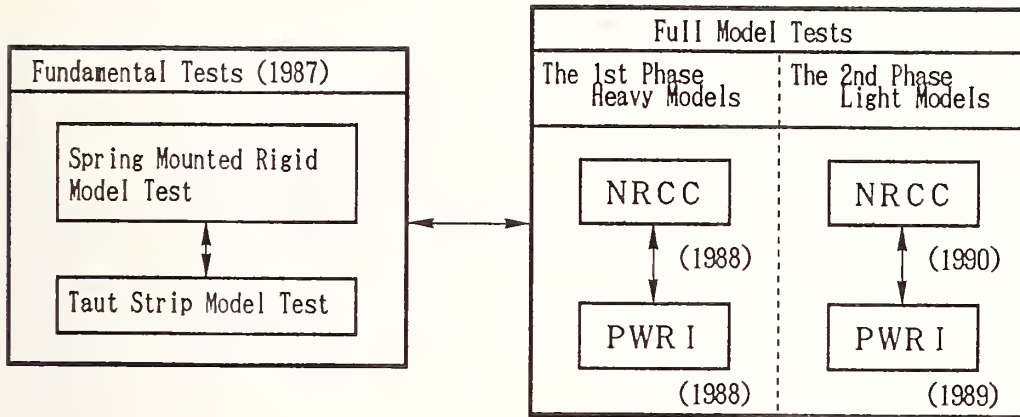 Fundamental Tests (1987)
Spring Mounted Rigid
Model Test
Taut Strip Model Test
Full Model Tests
The 1st Phase
Heavy Models
NRCC
(1988)
PWRI
(1988)
The 2nd Phase
Light Models
NRCC
(1990)
PWRI
(1989)